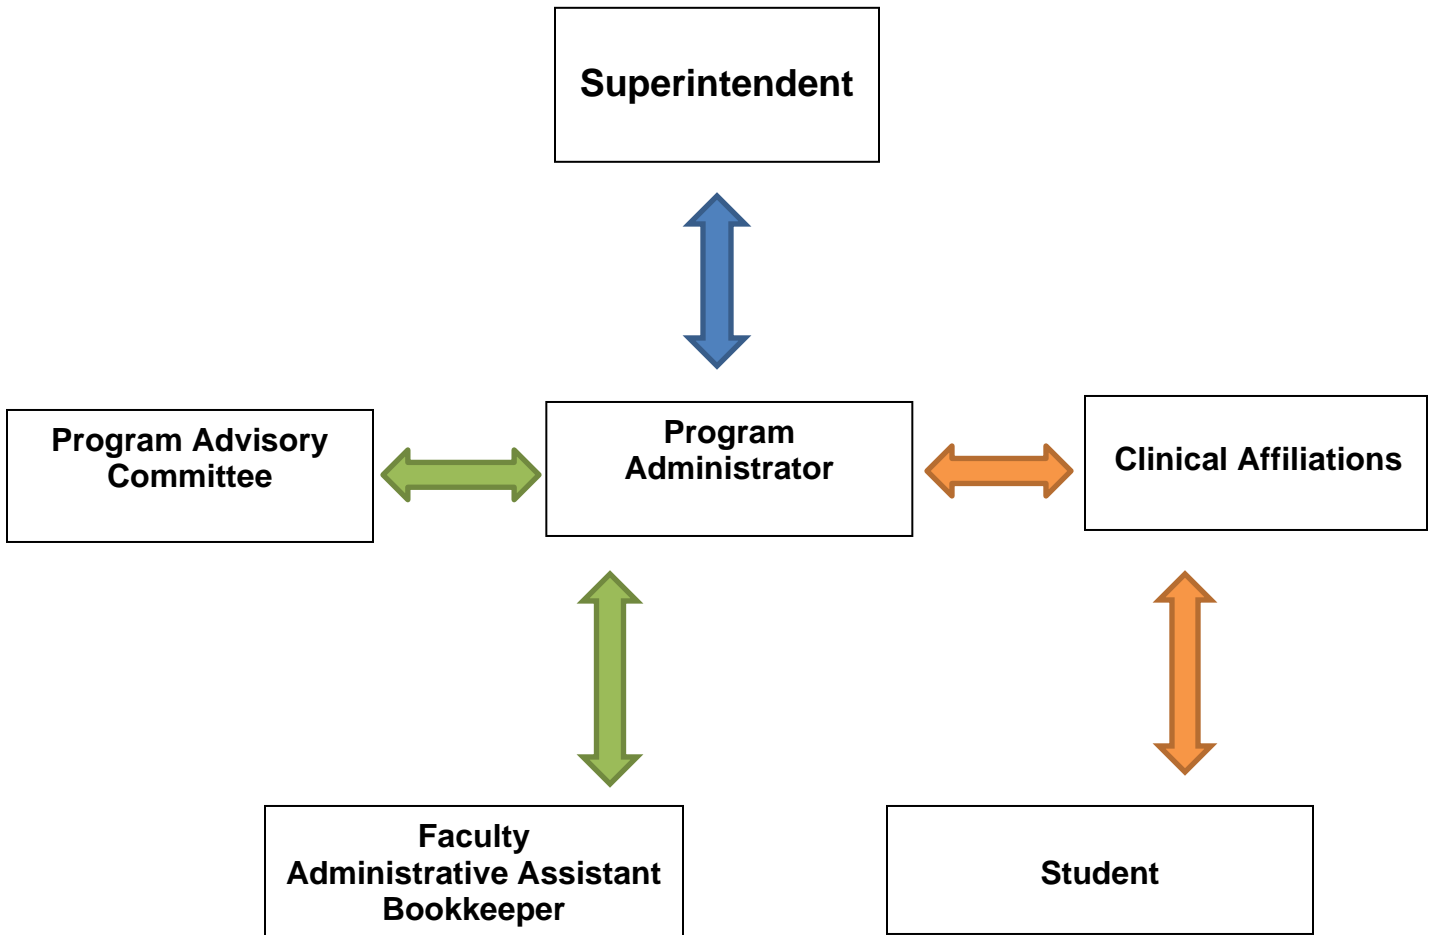 Superintendent
Program Advisory
Committee
Program
Administrator
Clinical Affiliations
Faculty
Administrative Assistant
Bookkeeper
Student